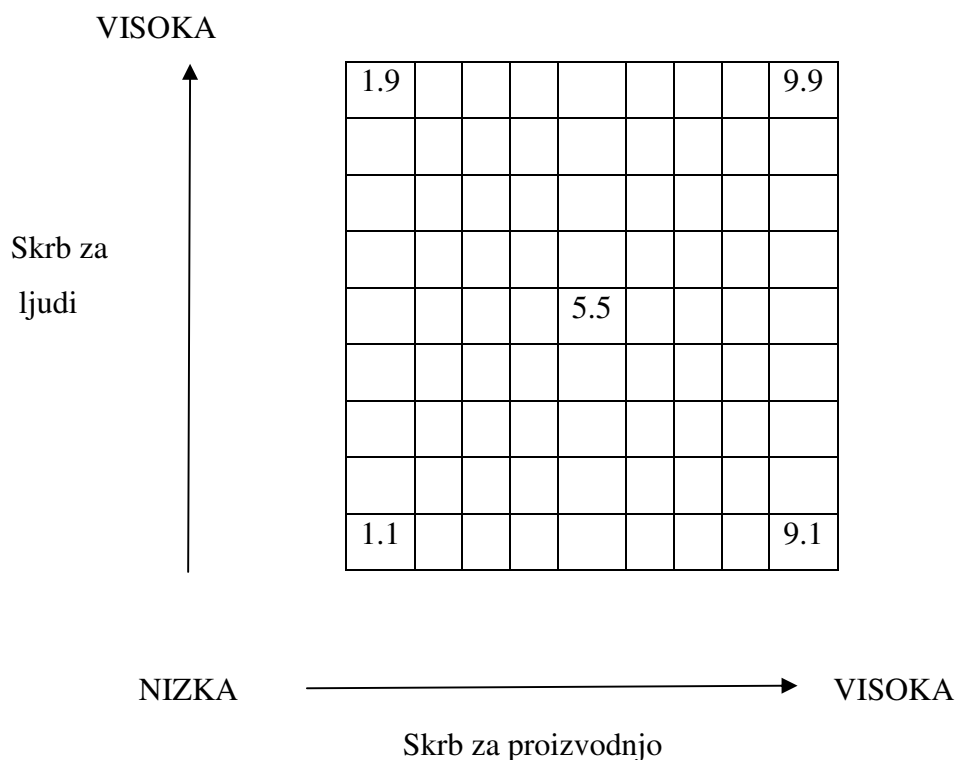 VISOKA
1.9 9.9
Skrb za
ljudi
5.5
1.1 9.1
NIZKA VISOKA
Skrb za proizvodnjo